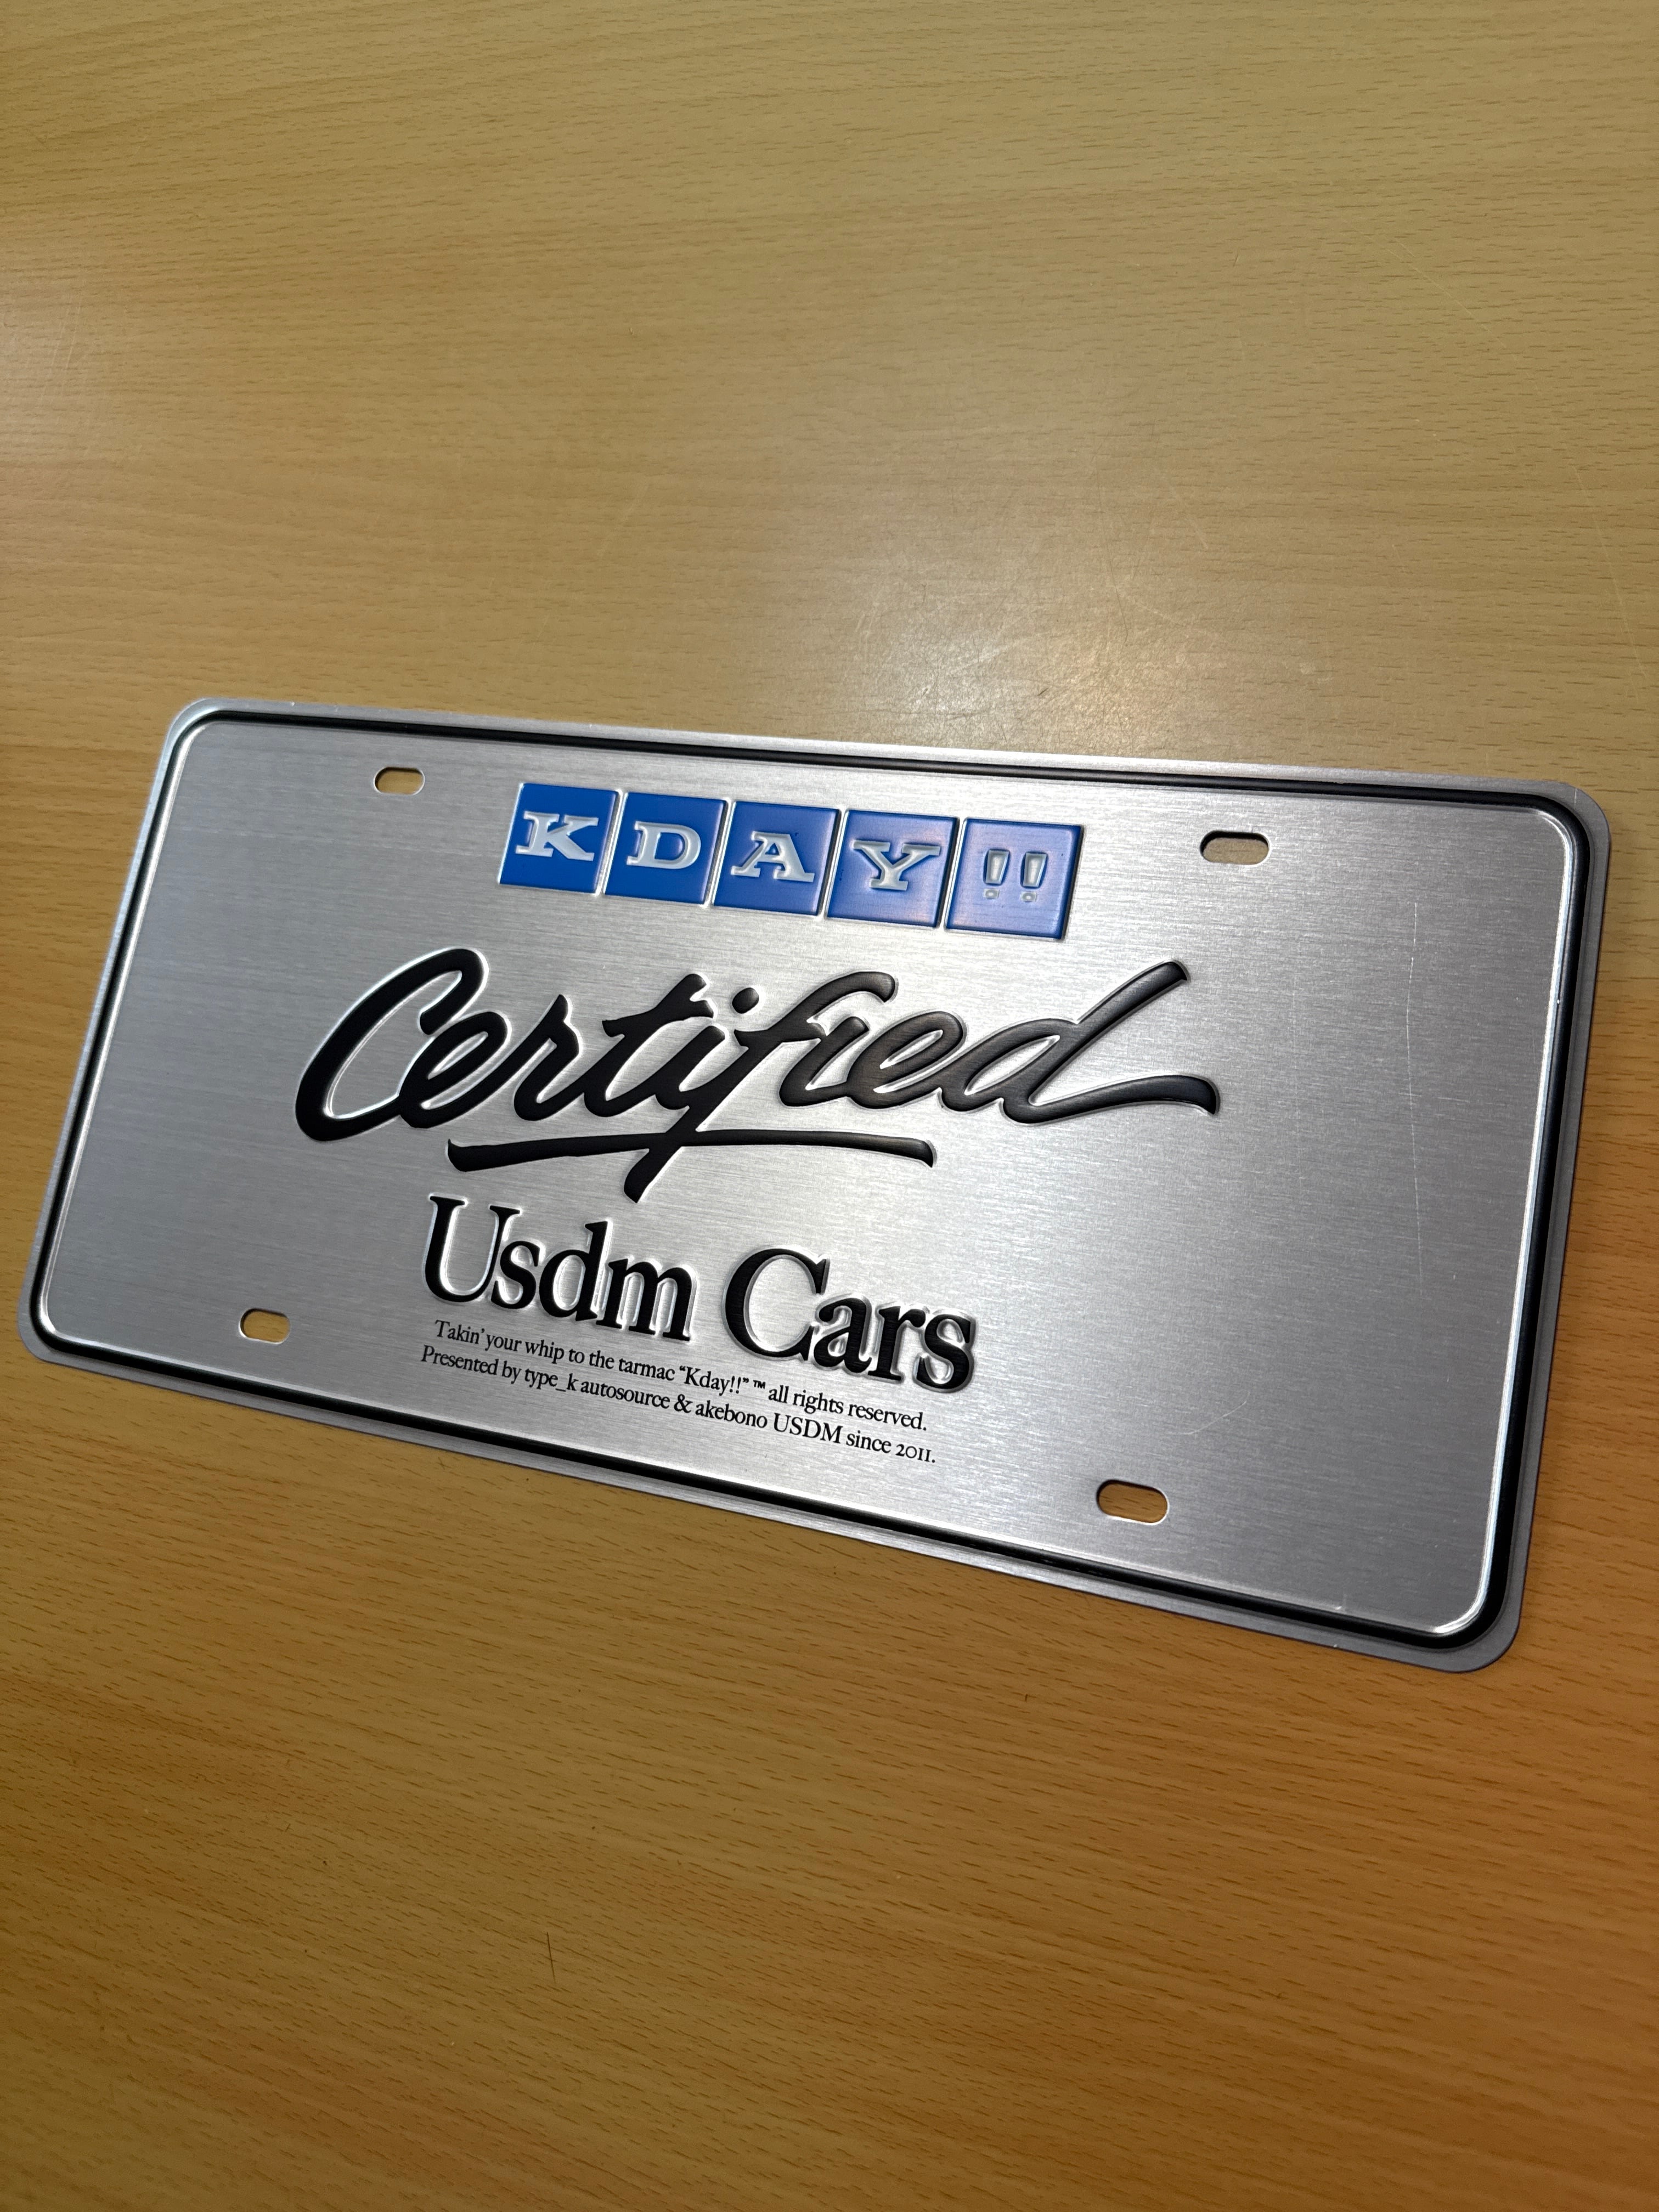 KDAY!!
Certified
Usdm Cars
Takin' your whip to the tarmac “Kday!!” ™ all rights reserved.
Presented by type_k autosource & akebono USDM since 2011.